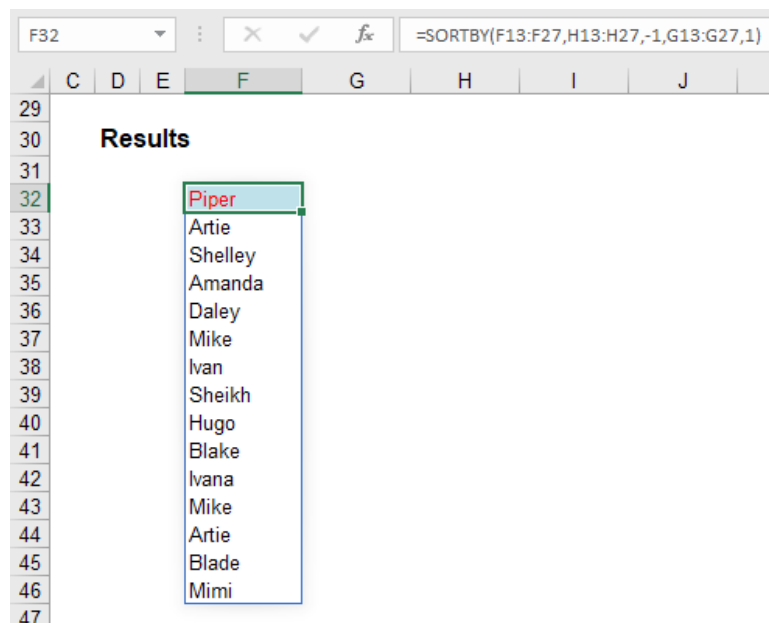 F32 fx =SORTBY(F13:F27,H13:H27,-1,G13:G27,1)
C D E F G H I J
29
30 Results
31
32 Piper
33 Artie
34 Shelley
35 Amanda
36 Daley
37 Mike
38 Ivan
39 Sheikh
40 Hugo
41 Blake
42 Ivana
43 Mike
44 Artie
45 Blade
46 Mimi
47